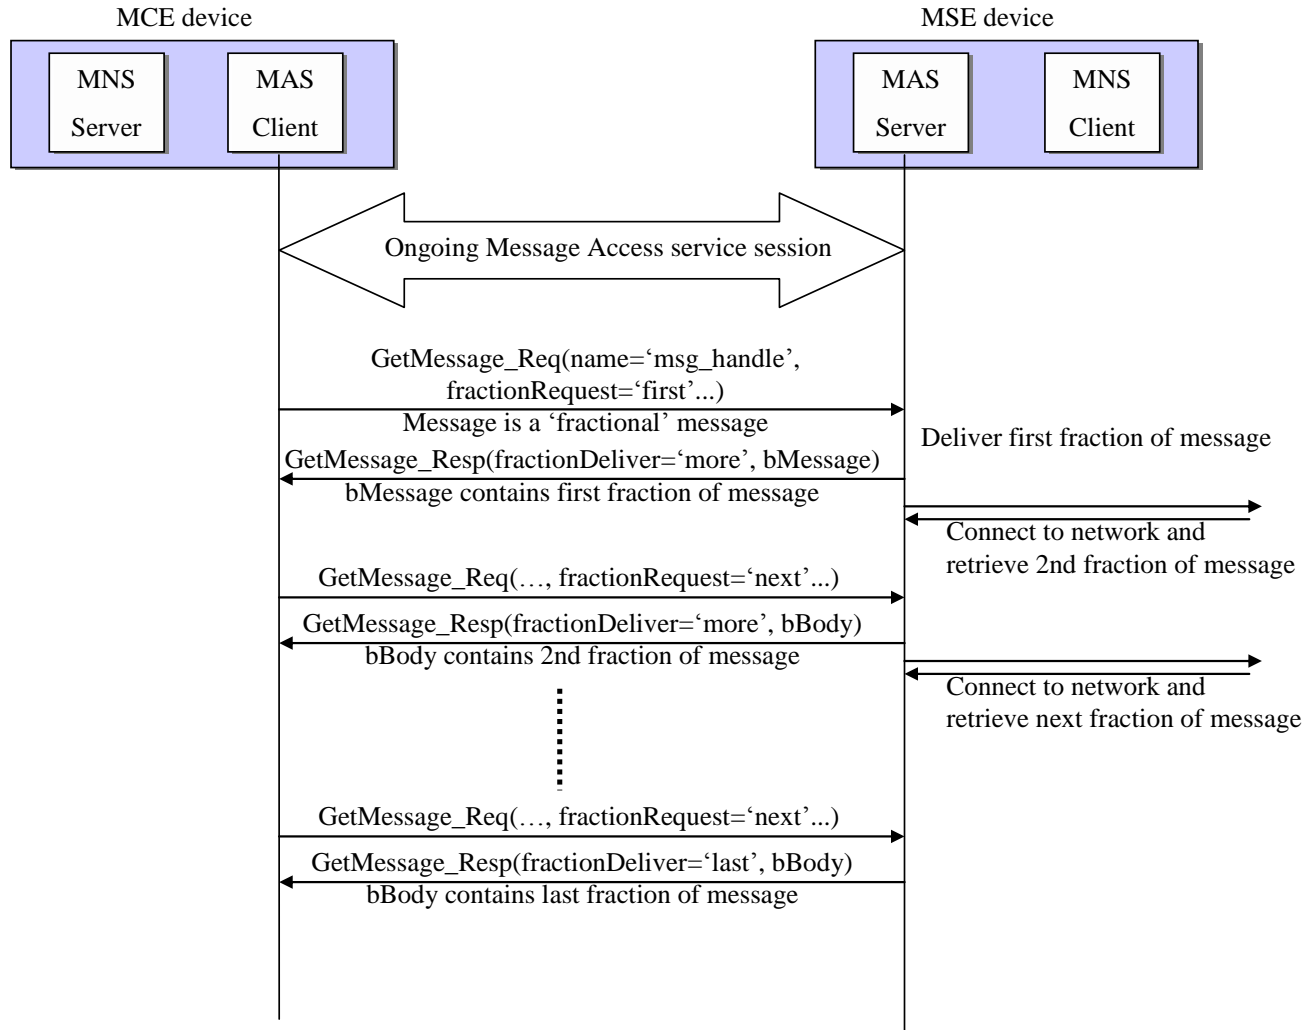 MCE device
MSE device
MNS
Server
MAS
Client
MAS
Server
MNS
Client
Ongoing Message Access service session
GetMessage_Req(name=‘msg_handle’,
fractionRequest=‘first’...)
Message is a ‘fractional’ message
Deliver first fraction of message
GetMessage_Resp(fractionDeliver=‘more’, bMessage)
bMessage contains first fraction of message
Connect to network and
retrieve 2nd fraction of message
GetMessage_Req(…, fractionRequest=‘next’...)
GetMessage_Resp(fractionDeliver=‘more’, bBody)
bBody contains 2nd fraction of message
Connect to network and
retrieve next fraction of message
GetMessage_Req(…, fractionRequest=‘next’...)
GetMessage_Resp(fractionDeliver=‘last’, bBody)
bBody contains last fraction of message